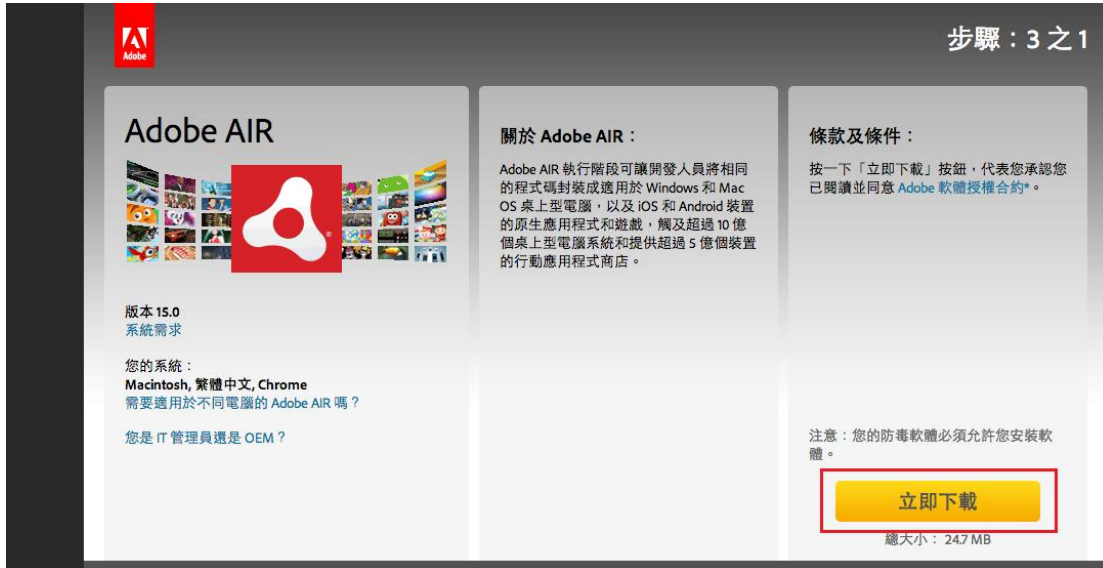 Adobe
步驟：3 之 1
Adobe AIR
版本 15.0
系統需求
您的系統：
Macintosh, 繁體中文, Chrome
需要適用於不同電腦的 Adobe AIR 嗎？
您是 IT 管理員還是 OEM？
關於 Adobe AIR：
Adobe AIR 執行階段可讓開發人員將相同
的程式碼封裝成適用於 Windows 和 Mac
OS 桌上型電腦，以及 iOS 和 Android 裝置
的原生應用程式和遊戲，觸及超過 10 億
個桌上型電腦系統和提供超過 5 億個裝置
的行動應用程式商店。
條款及條件：
按一下「立即下載」按鈕，代表您承認您
已閱讀並同意 Adobe 軟體授權合約*。
注意：您的防毒軟體必須允許您安裝軟
體。
立即下載
總大小： 24.7 MB